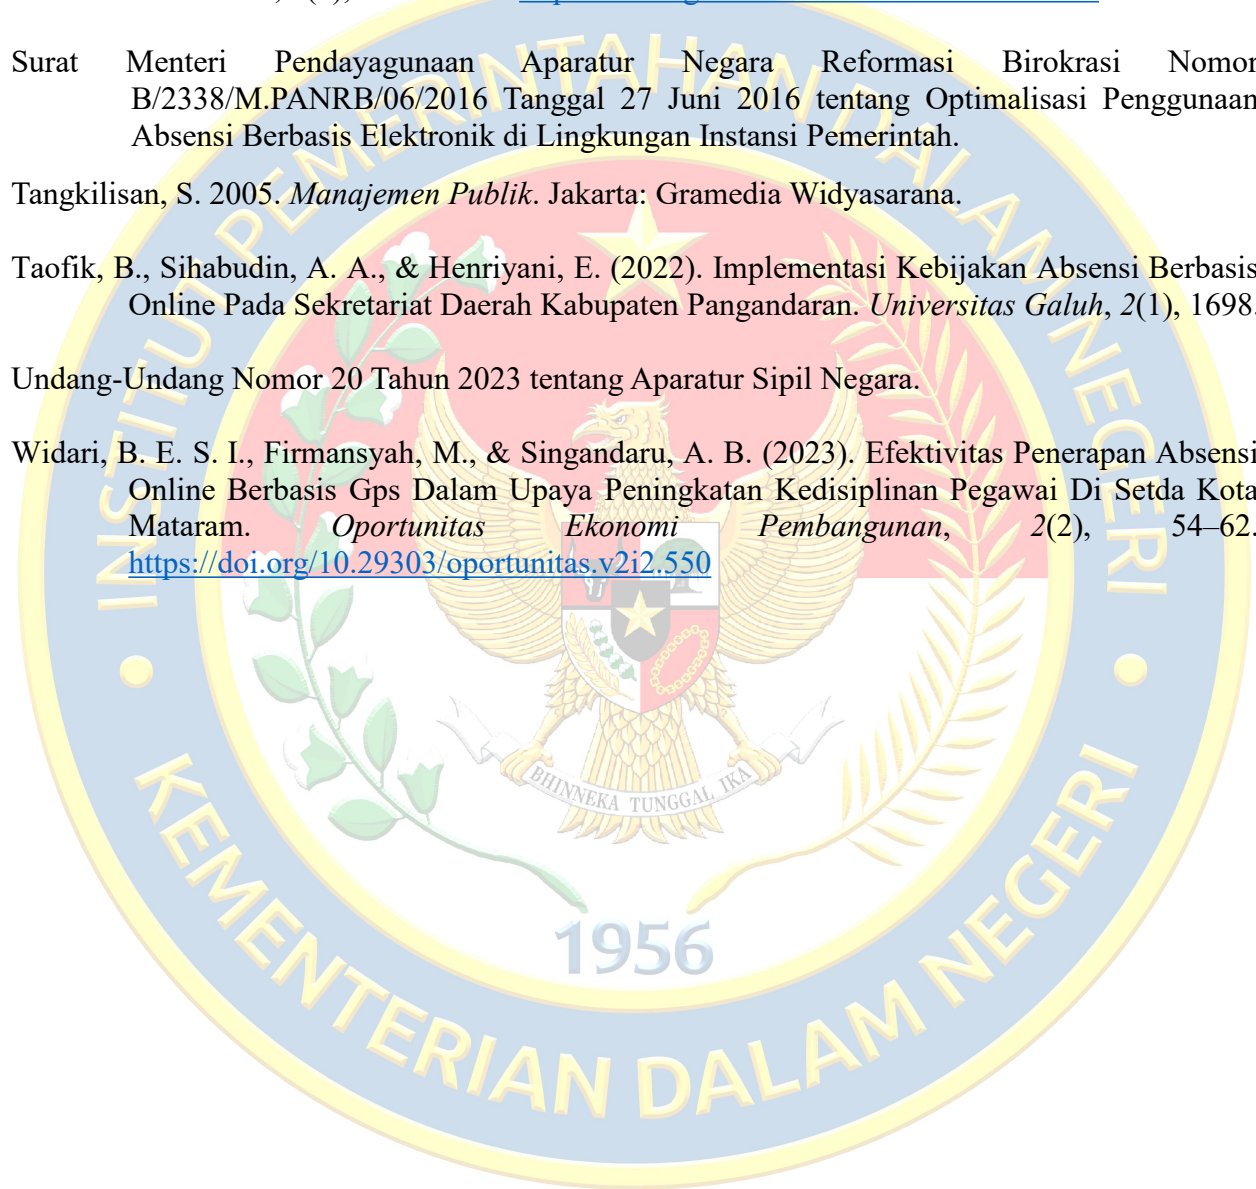 Surat Menteri Pendayagunaan Aparatur Negara Reformasi Birokrasi Nomor
B/2338/M.PANRB/06/2016 Tanggal 27 Juni 2016 tentang Optimalisasi Penggunaan
Absensi Berbasis Elektronik di Lingkungan Instansi Pemerintah.
Tangkilisan, S. 2005. Manajemen Publik. Jakarta: Gramedia Widyasarana.
Taofik, B., Sihabudin, A. A., & Henriyani, E. (2022). Implementasi Kebijakan Absensi Berbasis
Online Pada Sekretariat Daerah Kabupaten Pangandaran. Universitas Galuh, 2(1), 1698.
Undang-Undang Nomor 20 Tahun 2023 tentang Aparatur Sipil Negara.
Widari, B. E. S. I., Firmansyah, M., & Singandaru, A. B. (2023). Efektivitas Penerapan Absensi
Online Berbasis Gps Dalam Upaya Peningkatan Kedisiplinan Pegawai Di Setda Kota
Mataram. Oportunitas Ekonomi Pembangunan, 2(2), 54–62.
https://doi.org/10.29303/oportunitas.v2i2.550
INSTITUT PEMERINTAHAN DALAM NEGERI
BHINNEKA TUNGGAL IKA
1956
KEMENTERIAN DALAM NEGERI